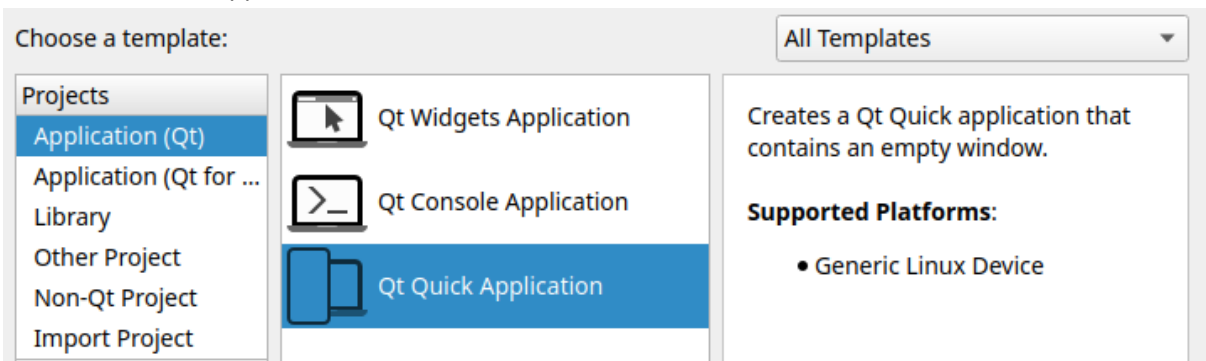 Choose a template:
All Templates
Projects
Application (Qt)
Application (Qt for ...
Library
Other Project
Non-Qt Project
Import Project
Qt Widgets Application
Qt Console Application
Qt Quick Application
Creates a Qt Quick application that
contains an empty window.
Supported Platforms:
• Generic Linux Device